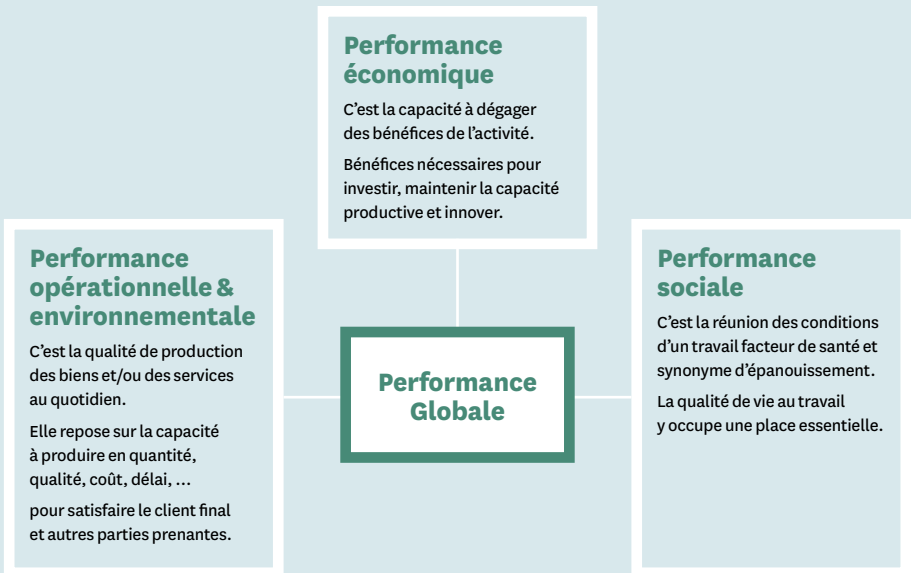 Performance
économique
C’est la capacité à dégager
des bénéfices de l’activité.
Bénéfices nécessaires pour
investir, maintenir la capacité
productive et innover.
Performance
opérationnelle &
environnementale
C’est la qualité de production
des biens et/ou des services
au quotidien.
Elle repose sur la capacité
à produire en quantité,
qualité, coût, délai, …
pour satisfaire le client final
et autres parties prenantes.
Performance
Globale
Performance
sociale
C’est la réunion des conditions
d’un travail facteur de santé et
synonyme d’épanouissement.
La qualité de vie au travail
y occupe une place essentielle.